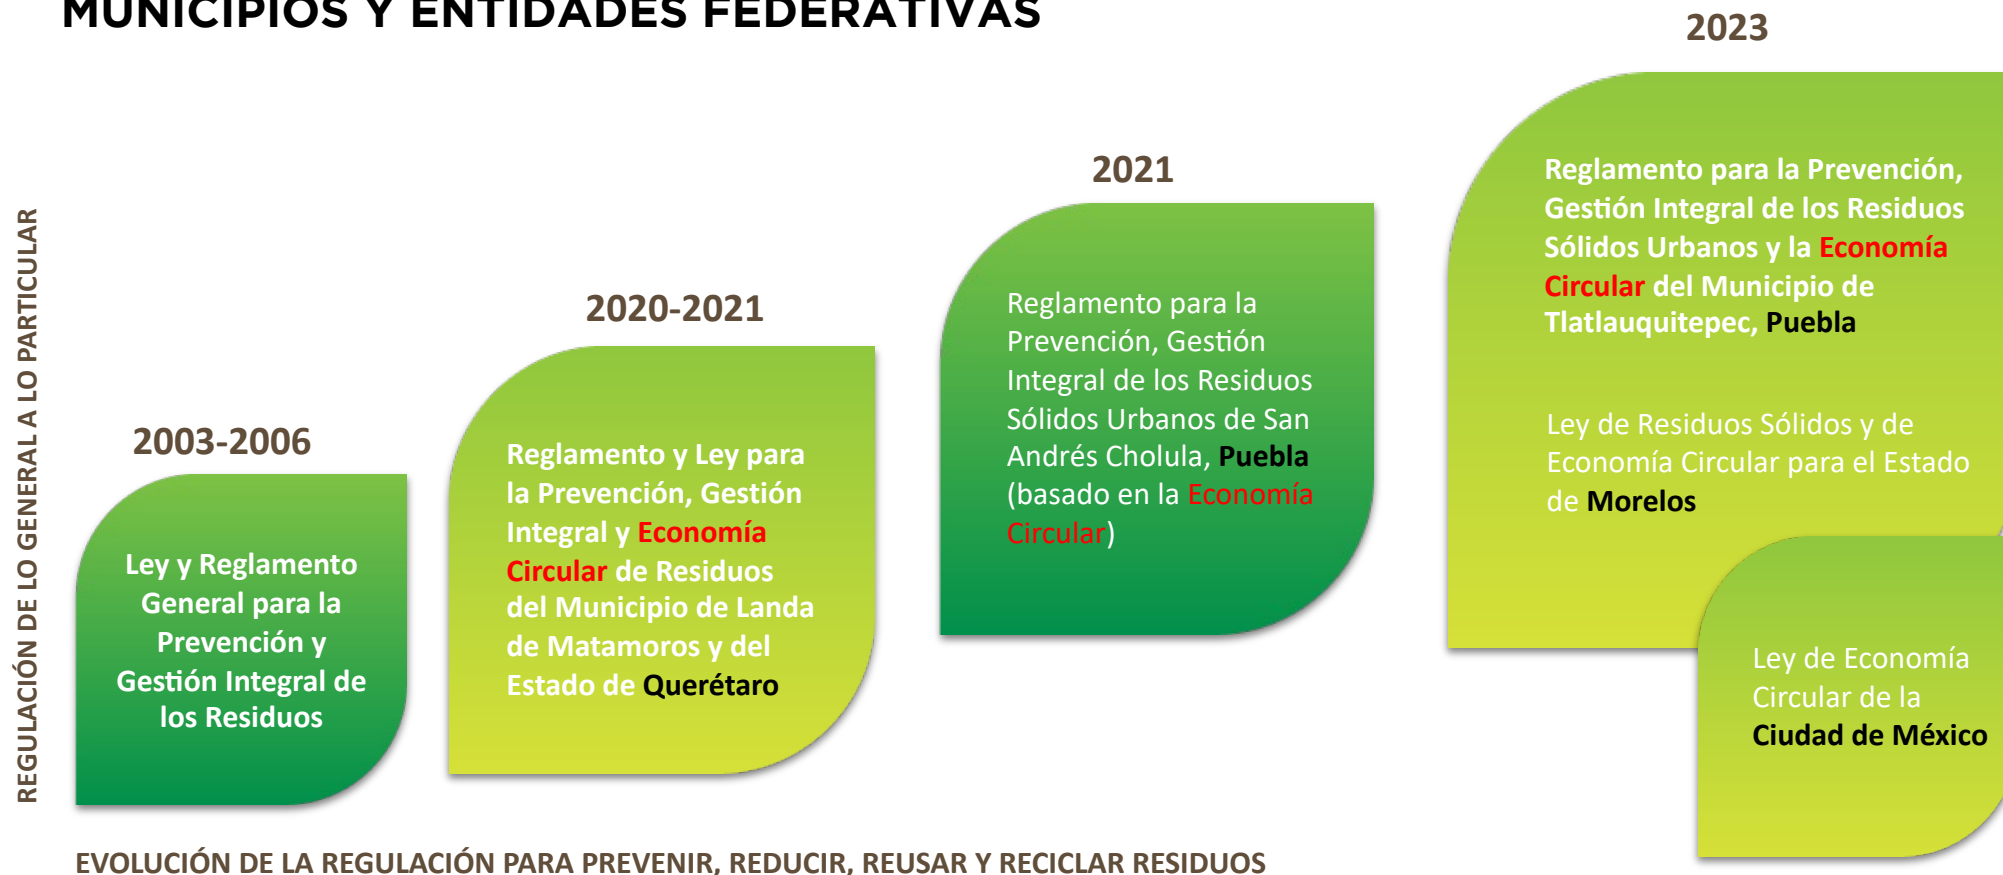 MUNICIPIOS Y ENTIDADES FEDERATIVAS
REGULACIÓN DE LO GENERAL A LO PARTICULAR
2003-2006
Ley y Reglamento
General para la
Prevención y
Gestión Integral de
los Residuos
2020-2021
Reglamento y Ley para
la Prevención, Gestión
Integral y Economía
Circular de Residuos
del Municipio de Landa
de Matamoros y del
Estado de Querétaro
2021
Reglamento para la
Prevención, Gestión
Integral de los Residuos
Sólidos Urbanos de San
Andrés Cholula, Puebla
(basado en la Economía
Circular)
2023
Reglamento para la Prevención,
Gestión Integral de los Residuos
Sólidos Urbanos y la Economía
Circular del Municipio de
Tlatlauquitepec, Puebla
Ley de Residuos Sólidos y de
Economía Circular para el Estado
de Morelos
Ley de Economía
Circular de la
Ciudad de México
EVOLUCIÓN DE LA REGULACIÓN PARA PREVENIR, REDUCIR, REUSAR Y RECICLAR RESIDUOS